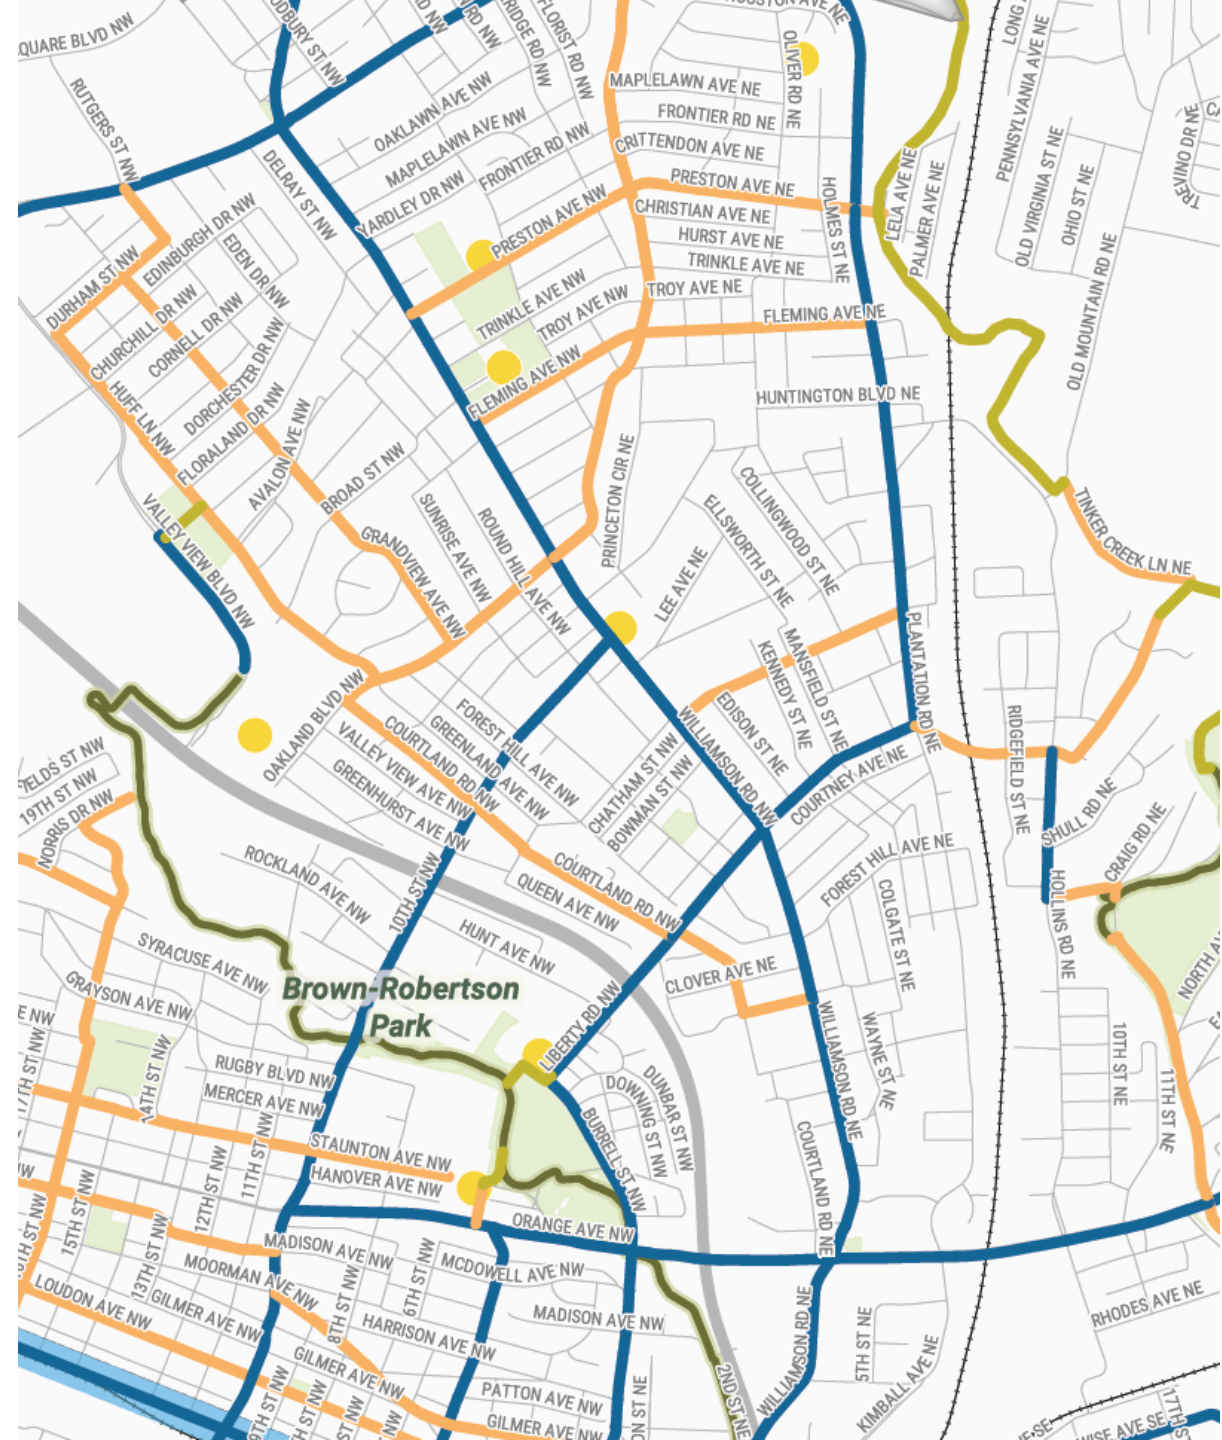 QUARE BLVD NW
RUTGERS ST NW
DELRAY ST NW
FLORIST RD NW
OAKLAWN AVE NW
MAPLELAWN AVE NW
FRONTIER RD NW
YARDLEY DR NW
PRESTON AVE NW
OLIVER RD NE
MAPLELAWN AVE NE
FRONTIER RD NE
CRITTENDON AVE NE
PRESTON AVE NE
CHRISTIAN AVE NE
HURST AVE NE
TRINKLE AVE NE
TROY AVE NE
FLEMING AVE NE
HOLMES ST NE
LELA AVE NE
PALMER AVE NE
PENNSYLVANIA AVE NE
OLD VIRGINIA ST NE
OHIO ST NE
OLD MOUNTAIN RD NE
TREVINO DR NE
EDINBURGH DR NW
EDEN DR NW
DURHAM ST NW
CHURCHILL DR NW
CORNELL DR NW
DORCHESTER DR NW
HUFF LN NW
FLORALAND DR NW
AVALON AVE NW
BROAD ST NW
TRINKLE AVE NW
TROY AVE NW
FLEMING AVE NW
HUNTINGTON BLVD NE
PRINCETON CIR NE
COLLINGWOOD ST NE
ELLSWORTH ST NE
LEE AVE NE
TINKER CREEK LN NE
VALLEY VIEW BLVD NW
GRANDVIEW AVE NW
SUNRISE AVE NW
ROUND HILL AVE NW
MANSFIELD ST NE
KENNEDY ST NE
EDISON ST NE
PLANTATION RD NE
WILLIAMSON RD NW
COURTNEY AVE NE
RIDGEFIELD ST NE
SHULL RD NE
CRAIG RD NE
OAKLAND BLVD NW
FOREST HILL AVE NW
GREENLAND AVE NW
COURTLAND RD NW
VALLEY VIEW AVE NW
GREENHURST AVE NW
CHATHAM ST NW
BOWMAN ST NW
19TH ST NW
NORRIS DR NW
ROCKLAND AVE NW
10TH ST NW
QUEEN AVE NW
COURTLAND RD NW
HUNT AVE NW
FOREST HILL AVE NE
COLGATE ST NE
HOLLINS RD NE
CLOVER AVE NE
SYRACUSE AVE NW
GRAYSON AVE NW
Brown-Robertson
Park
LIBERTY RD NW
WILLIAMSON RD NE
WAYNE ST NE
10TH ST NE
11TH ST NE
17TH ST NW
14TH ST NW
RUGBY BLVD NW
MERCER AVE NW
DOWNING ST NW
DUNBAR ST NW
BURRELL ST NW
COURTLAND RD NE
STAUNTON AVE NW
HANOVER AVE NW
11TH ST NW
12TH ST NW
13TH ST NW
15TH ST NW
ORANGE AVE NW
MADISON AVE NW
MOORMAN AVE NW
MCDOWELL AVE NW
6TH ST NW
8TH ST NW
MADISON AVE NW
HARRISON AVE NW
LOUDON AVE NW
GILMER AVE NW
GILMER AVE NW
PATTON AVE NW
GILMER AVE NW
9TH ST NW
2ND ST NE
WILLIAMSON RD NE
5TH ST NE
KIMBALL AVE NE
RHODES AVE NE
WISE AVE SE